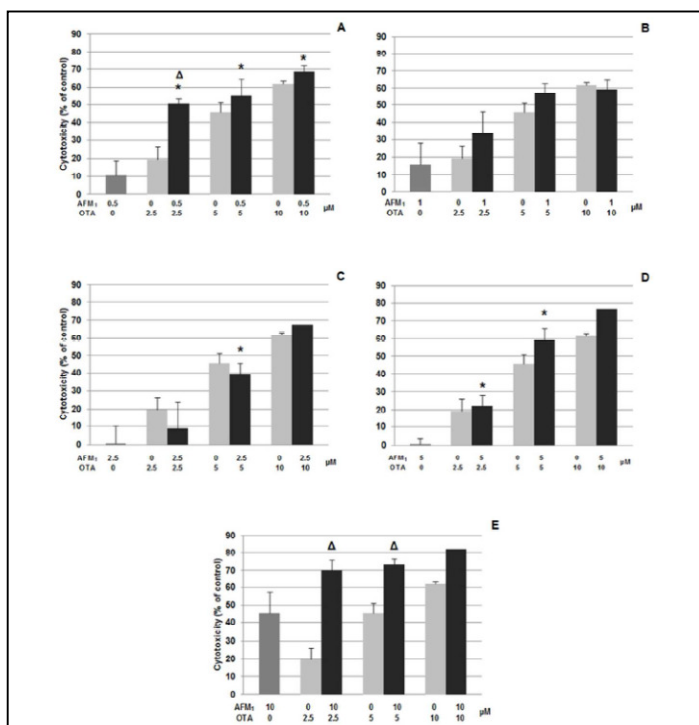 A
B
Cytotoxicity (% of control)
90
80
70
60
50
40
30
20
10
0
Δ
*
*
*
AFM₁ 0.5 0 0.5 0 0.5 0 0.5
OTA 0 2.5 2.5 5 5 10 10 µM
90
80
70
60
50
40
30
20
10
0
AFM₁ 1 0 1 0 1 0 1
OTA 0 2.5 2.5 5 5 10 10 µM
C
D
Cytotoxicity (% of control)
90
80
70
60
50
40
30
20
10
0
*
AFM₁ 2.5 0 2.5 0 2.5 0 2.5
OTA 0 2.5 2.5 5 5 10 10 µM
90
80
70
60
50
40
30
20
10
0
*
*
AFM₁ 5 0 5 0 5 0 5
OTA 0 2.5 2.5 5 5 10 10 µM
E
Cytotoxicity (% of control)
90
80
70
60
50
40
30
20
10
0
Δ
Δ
AFM₁ 10 0 10 0 10 0 10
OTA 0 2.5 2.5 5 5 10 10 µM